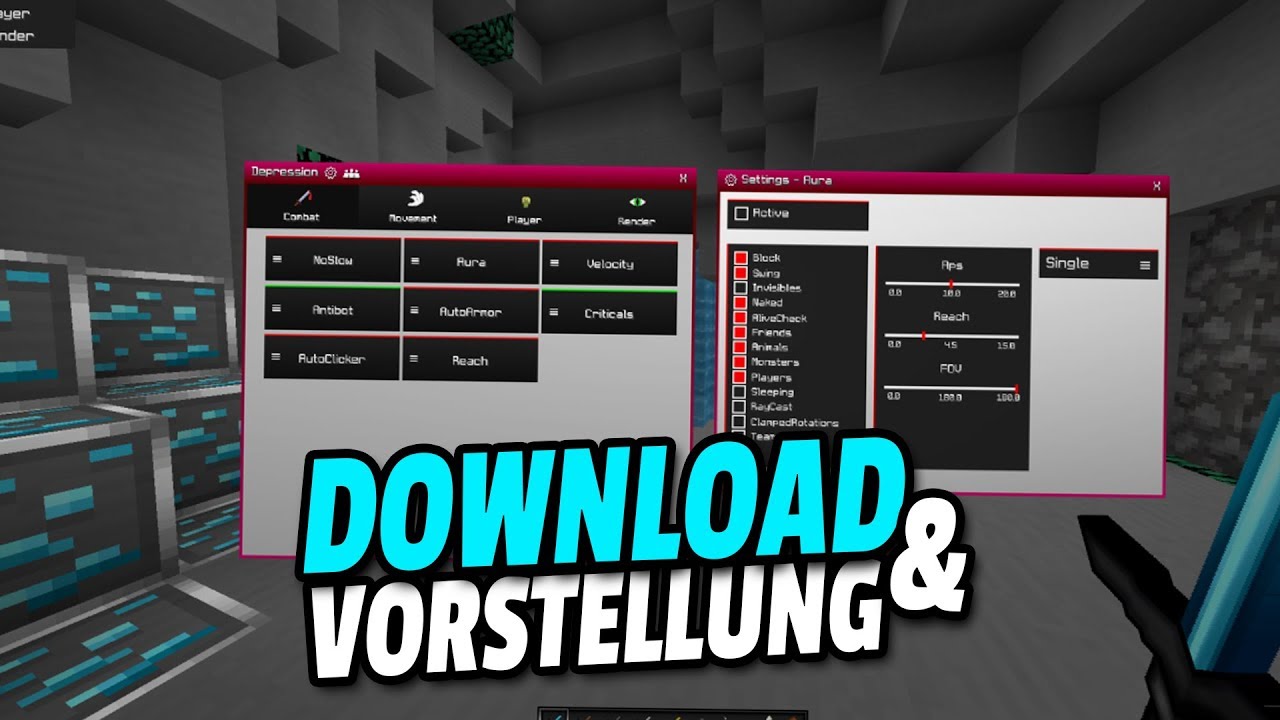 ayer
nder
Depression
X
Combat
Movement
Player
Render
NoSlow
Aura
Velocity
Antibot
AutoArmor
Criticals
AutoClicker
Reach
Settings - Aura
X
Active
Block
Swing
Invisibles
Naked
AliveCheck
Friends
Animals
Monsters
Players
Sleeping
RayCast
ClampedRotations
Team
Aps
0.0 10.0 20.0
Reach
0.0 4.5 15.0
FOV
0.0 180.0 180.0
Single
DOWNLOAD
&
VORSTELLUNG